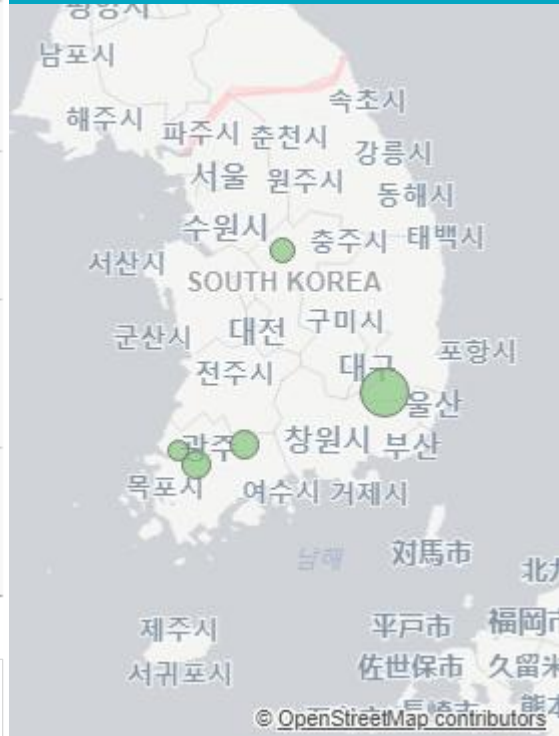 평양시
남포시
속초시
해주시
파주시 춘천시
강릉시
서울 원주시
동해시
수원시
충주시 태백시
서산시
SOUTH KOREA
구미시
군산시 대전
포항시
대구
전주시
울산
광주
창원시 부산
목포시
여수시 거제시
남해
対馬市
제주시
平戸市
福岡市
서귀포시
佐世保市 久留米
© OpenStreetMap contributors